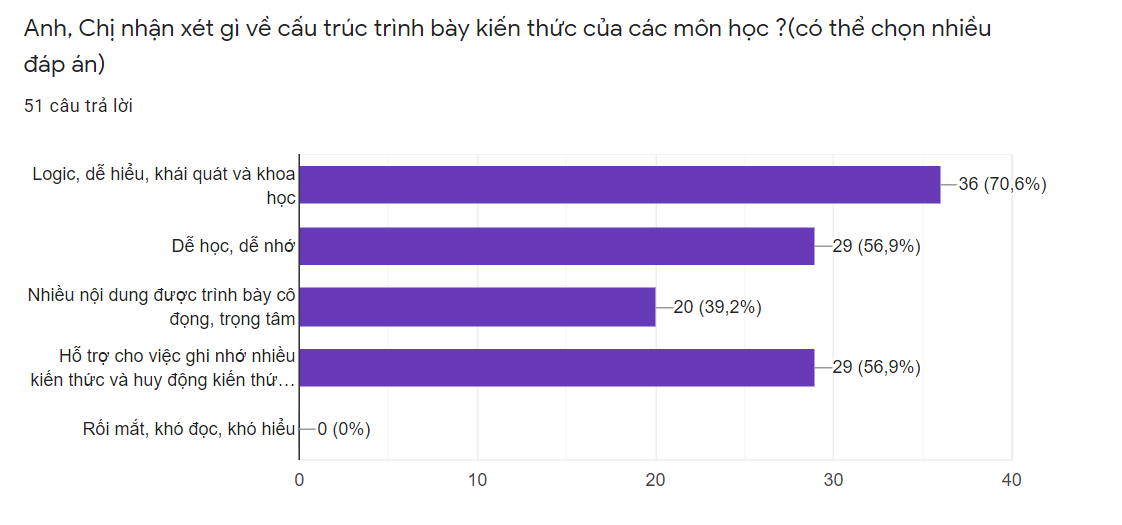 Anh, Chị nhận xét gì về cấu trúc trình bày kiến thức của các môn học ?(có thể chọn nhiều
đáp án)
51 câu trả lời
Logic, dễ hiểu, khái quát và khoa
học
36 (70,6%)
Dễ học, dễ nhớ
29 (56,9%)
Nhiều nội dung được trình bày cô
đọng, trọng tâm
20 (39,2%)
Hỗ trợ cho việc ghi nhớ nhiều
kiến thức và huy động kiến thứ…
29 (56,9%)
Rối mắt, khó đọc, khó hiểu
0 (0%)
0 10 20 30 40